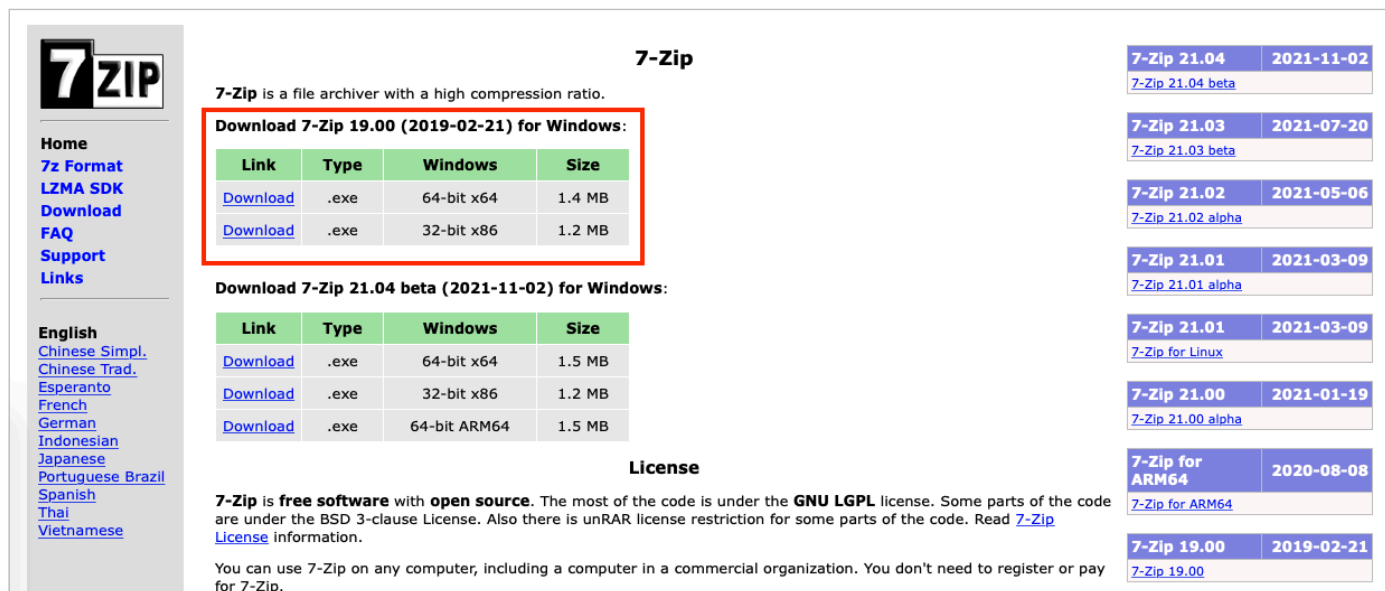 7 ZIP
Home
7z Format
LZMA SDK
Download
FAQ
Support
Links
English
Chinese Simpl.
Chinese Trad.
Esperanto
French
German
Indonesian
Japanese
Portuguese Brazil
Spanish
Thai
Vietnamese
7-Zip
7-Zip is a file archiver with a high compression ratio.
Download 7-Zip 19.00 (2019-02-21) for Windows:
Link Type Windows Size
Download .exe 64-bit x64 1.4 MB
Download .exe 32-bit x86 1.2 MB
Download 7-Zip 21.04 beta (2021-11-02) for Windows:
Link Type Windows Size
Download .exe 64-bit x64 1.5 MB
Download .exe 32-bit x86 1.2 MB
Download .exe 64-bit ARM64 1.5 MB
License
7-Zip is free software with open source. The most of the code is under the GNU LGPL license. Some parts of the code
are under the BSD 3-clause License. Also there is unRAR license restriction for some parts of the code. Read 7-Zip
License information.
You can use 7-Zip on any computer, including a computer in a commercial organization. You don't need to register or pay
for 7-Zip.
7-Zip 21.04 2021-11-02
7-Zip 21.04 beta
7-Zip 21.03 2021-07-20
7-Zip 21.03 beta
7-Zip 21.02 2021-05-06
7-Zip 21.02 alpha
7-Zip 21.01 2021-03-09
7-Zip 21.01 alpha
7-Zip 21.01 2021-03-09
7-Zip for Linux
7-Zip 21.00 2021-01-19
7-Zip 21.00 alpha
7-Zip for
ARM64 2020-08-08
7-Zip for ARM64
7-Zip 19.00 2019-02-21
7-Zip 19.00